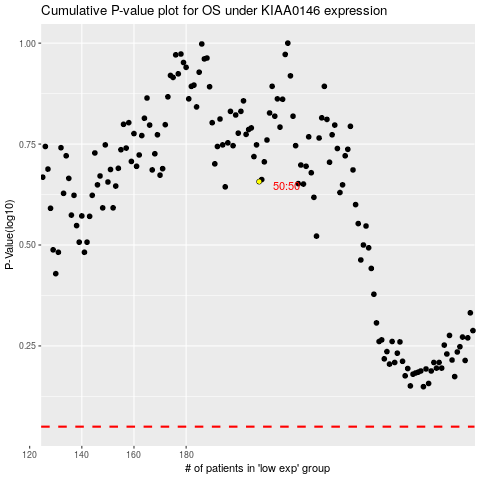 Cumulative P-value plot for OS under KIAA0146 expression
P-Value(log10)
1.00
0.75
0.50
0.25
50:50
120 140 160 180
# of patients in 'low exp' group